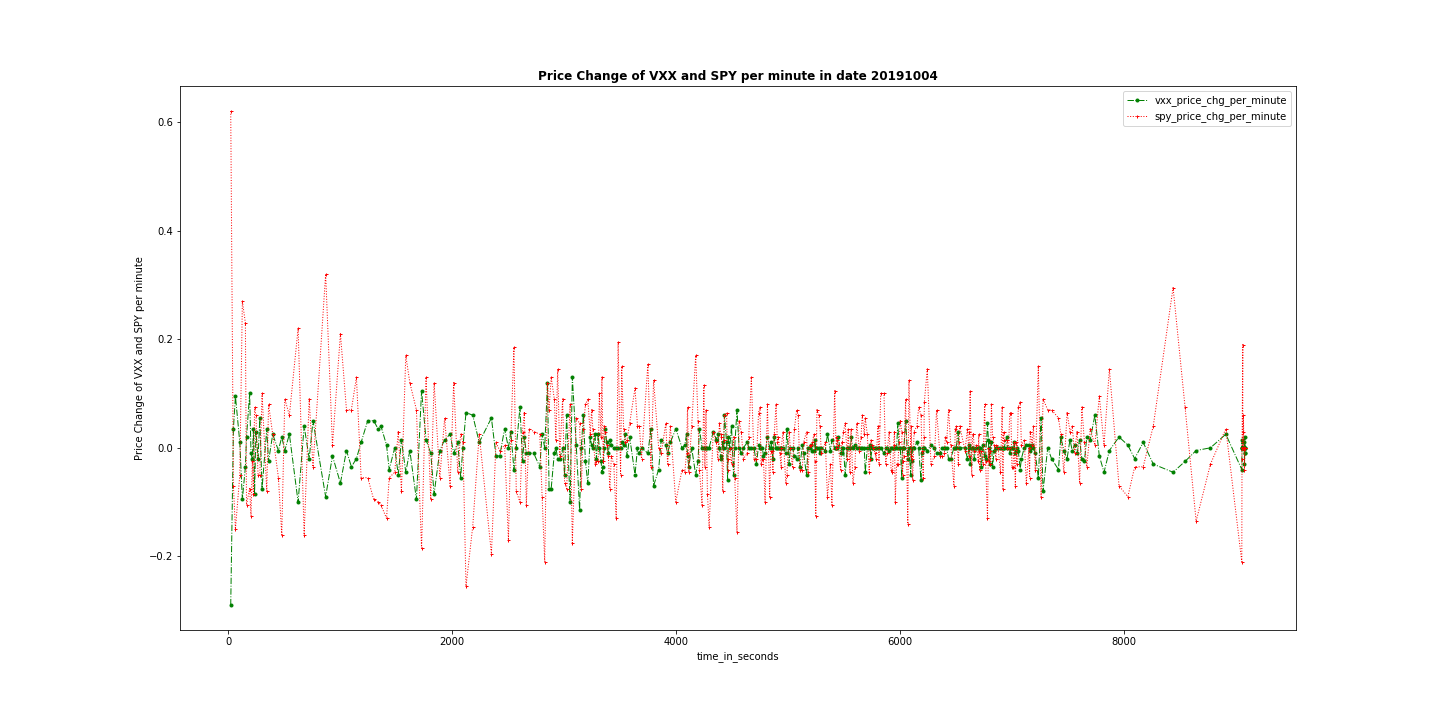 Price Change of VXX and SPY per minute in date 20191004
vxx_price_chg_per_minute
spy_price_chg_per_minute
Price Change of VXX and SPY per minute
0.6
0.4
0.2
0.0
−0.2
0 2000 4000 6000 8000
time_in_seconds